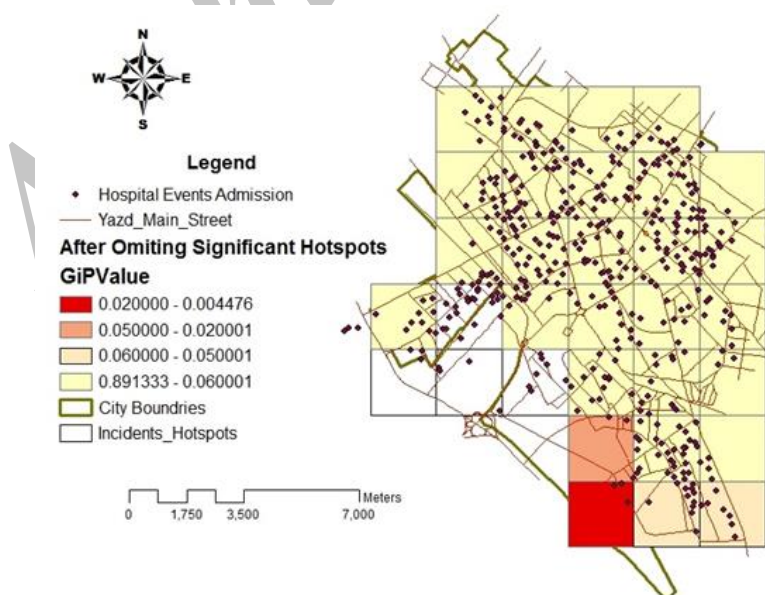 N
W E
S
Legend
Hospital Events Admission
Yazd_Main_Street
After Omiting Significant Hotspots
GiPValue
0.020000 - 0.004476
0.050000 - 0.020001
0.060000 - 0.050001
0.891333 - 0.060001
City Boundries
Incidents_Hotspots
Meters
0 1,750 3,500 7,000